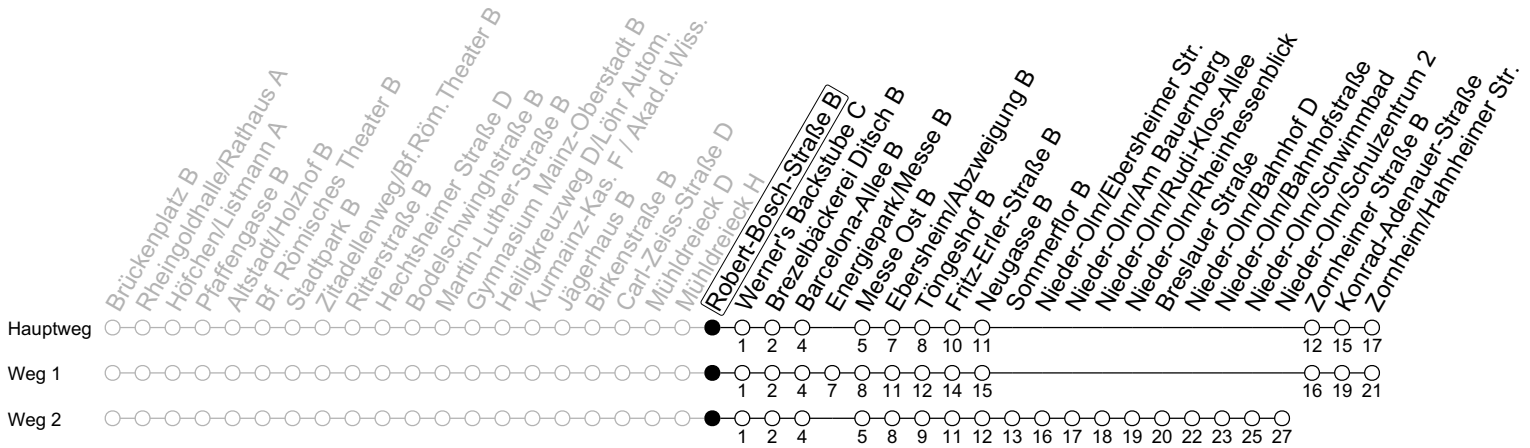 Brückenplatz B
Rheingoldhalle/Rathaus A
Höfchen/Listmann A
Pfaffengasse B
Altstadt/Holzhof B
Bf. Römisches Theater B
Stadtpark B
Zitadellenweg/Bf.Röm.Theater B
Ritterstraße B
Hechtsheimer Straße D
Bodelschwinghstraße B
Martin-Luther-Straße B
Gymnasium Mainz-Oberstadt B
Heiligkreuzweg D/Löhr Autom.
Kurmainz-Kas. F / Akad.d.Wiss.
Jägerhaus B
Birkenstraße B
Carl-Zeiss-Straße D
Mühldreieck D
Mühldreieck H
Robert-Bosch-Straße B
Werner's Backstube C
Brezelbäckerei Ditsch B
Barcelona-Allee B
Energiepark/Messe B
Messe Ost B
Ebersheim/Abzweigung B
Töngeshof B
Fritz-Erler-Straße B
Neugasse B
Sommerflor B
Nieder-Olm/Ebersheimer Str.
Nieder-Olm/Am Bauernberg
Nieder-Olm/Rudi-Klos-Allee
Nieder-Olm/Rheinhessenblick
Breslauer Straße
Nieder-Olm/Bahnhof D
Nieder-Olm/Bahnhofstraße
Nieder-Olm/Schwimmbad
Nieder-Olm/Schulzentrum 2
Zornheimer Straße B
Konrad-Adenauer-Straße
Zornheim/Hahnheimer Str.
Hauptweg
1 2 4 5 7 8 10 11 12 15 17
Weg 1
1 2 4 7 8 11 12 14 15 16 19 21
Weg 2
1 2 4 5 8 9 11 12 13 16 17 18 19 20 22 23 25 27